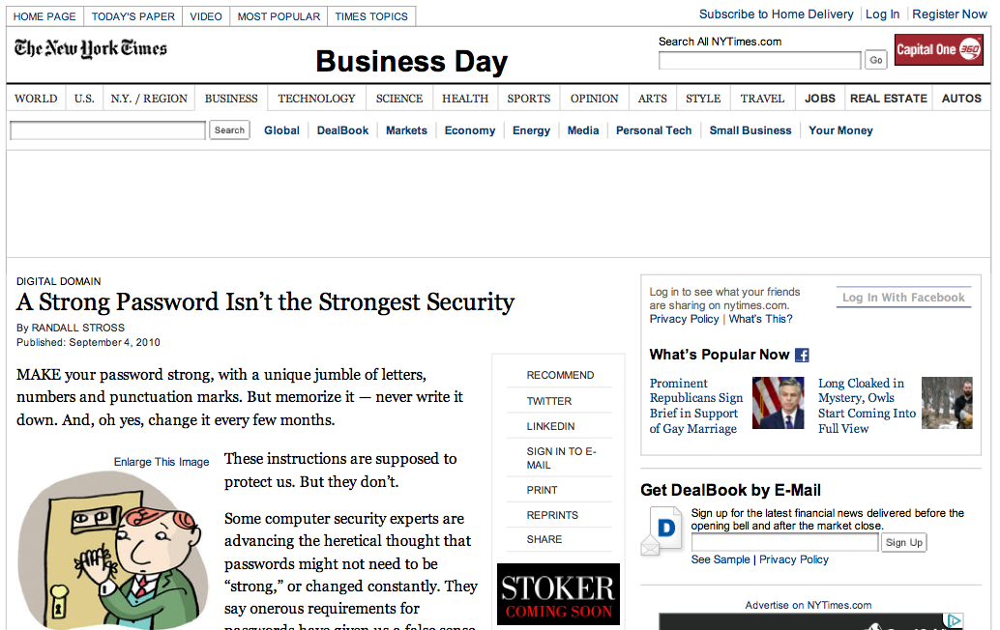 HOME PAGE TODAY'S PAPER VIDEO MOST POPULAR TIMES TOPICS
Subscribe to Home Delivery Log In Register Now
The New York Times
Business Day
Search All NYTimes.com
Go
Capital One 360
WORLD U.S. N.Y. / REGION BUSINESS TECHNOLOGY SCIENCE HEALTH SPORTS OPINION ARTS STYLE TRAVEL JOBS REAL ESTATE AUTOS
Search Global DealBook Markets Economy Energy Media Personal Tech Small Business Your Money
DIGITAL DOMAIN
A Strong Password Isn’t the Strongest Security
By RANDALL STROSS
Published: September 4, 2010
MAKE your password strong, with a unique jumble of letters,
numbers and punctuation marks. But memorize it — never write it
down. And, oh yes, change it every few months.
Enlarge This Image
These instructions are supposed to
protect us. But they don’t.
Some computer security experts are
advancing the heretical thought that
passwords might not need to be
“strong,” or changed constantly. They
say onerous requirements for
passwords have given us a false sense
RECOMMEND
TWITTER
LINKEDIN
SIGN IN TO E-
MAIL
PRINT
REPRINTS
SHARE
STOKER
COMING SOON
Log in to see what your friends
are sharing on nytimes.com.
Privacy Policy | What’s This?
Log In With Facebook
What’s Popular Now
Prominent
Republicans Sign
Brief in Support
of Gay Marriage
Long Cloaked in
Mystery, Owls
Start Coming Into
Full View
Get DealBook by E-Mail
D
Sign up for the latest financial news delivered before the
opening bell and after the market close.
Sign Up
See Sample | Privacy Policy
Advertise on NYTimes.com